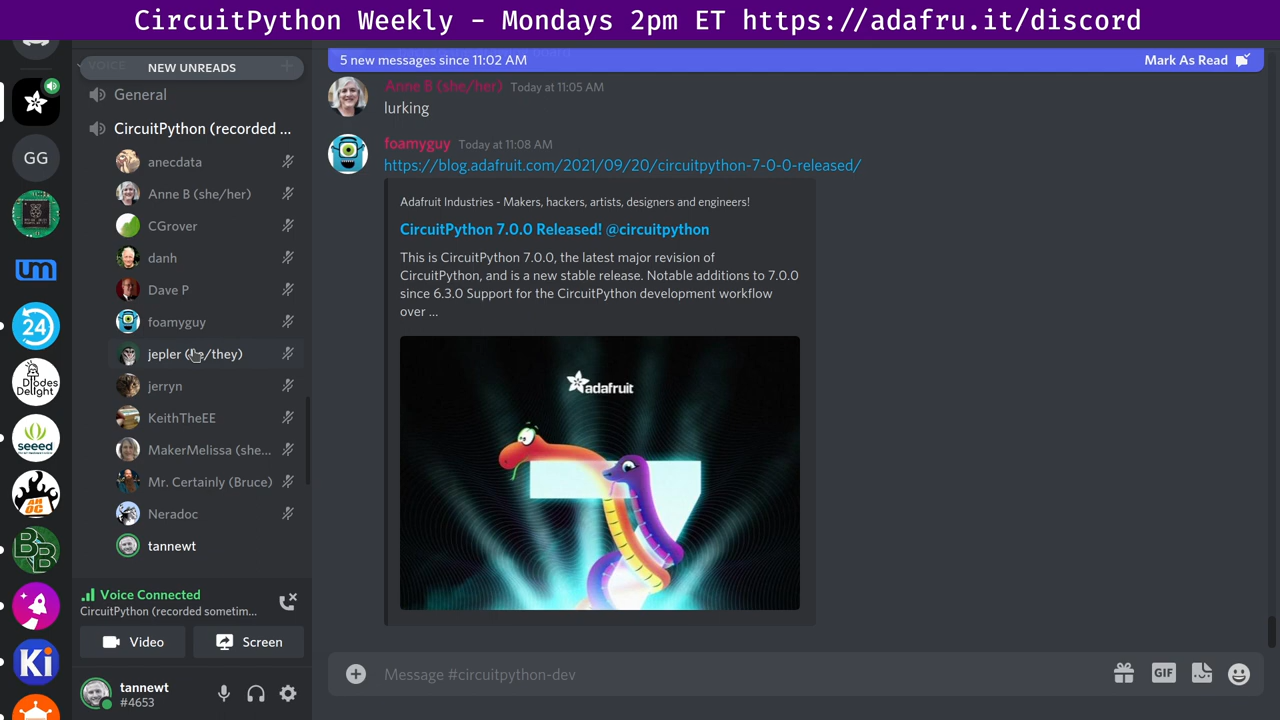 CircuitPython Weekly - Mondays 2pm ET https://adafru.it/discord
NEW UNREADS
General
CircuitPython (recorded ...
anecdata
Anne B (she/her)
CGrover
danh
Dave P
foamyguy
jepler (he/they)
jerryn
KeithTheEE
MakerMelissa (she...
Mr. Certainly (Bruce)
Neradoc
tannewt
Voice Connected
CircuitPython (recorded sometim...
Video
Screen
tannewt
#4653
GG
um
24
Diodes
Delight
seeed
BB
Ki
5 new messages since 11:02 AM
Mark As Read
Anne B (she/her) Today at 11:05 AM
lurking
foamyguy Today at 11:08 AM
https://blog.adafruit.com/2021/09/20/circuitpython-7-0-0-released/
Adafruit Industries - Makers, hackers, artists, designers and engineers!
CircuitPython 7.0.0 Released! @circuitpython
This is CircuitPython 7.0.0, the latest major revision of
CircuitPython, and is a new stable release. Notable additions to 7.0.0
since 6.3.0 Support for the CircuitPython development workflow
over ...
adafruit
7
Message #circuitpython-dev
GIF